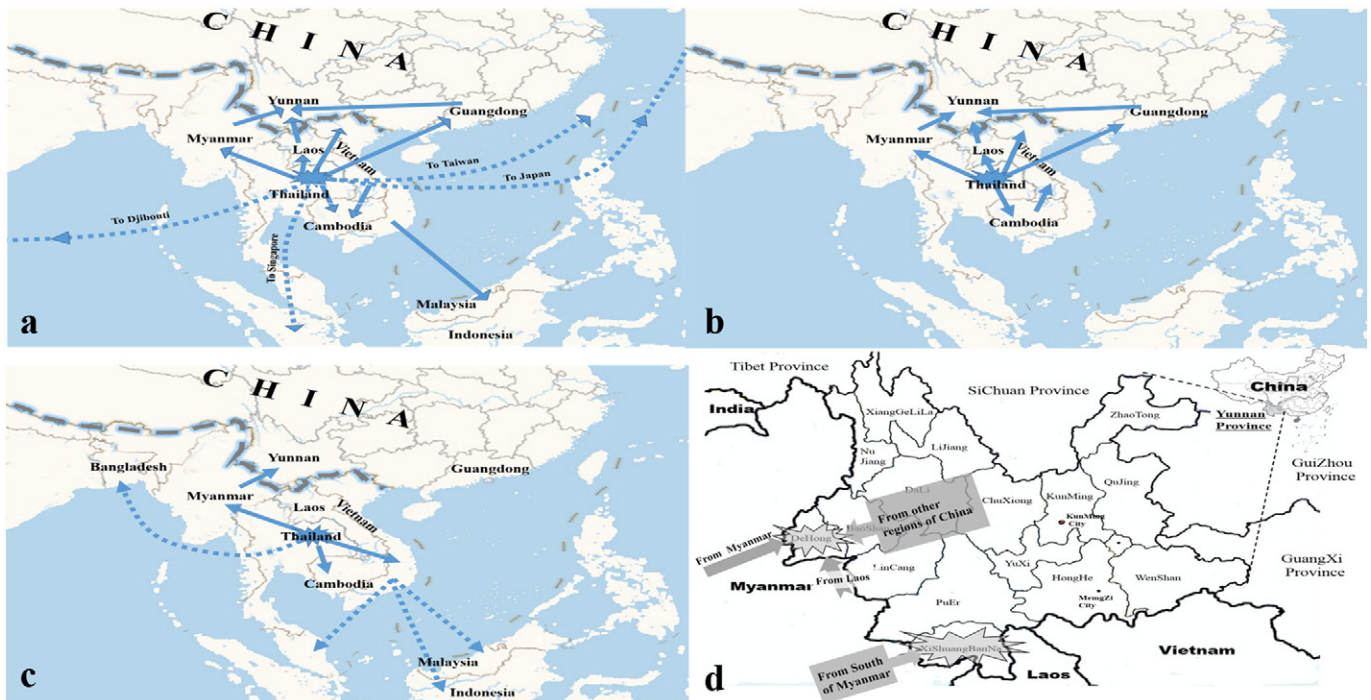 CHINA
Yunnan
Guangdong
Myanmar
Laos
Vietnam
To Taiwan
To Japan
Thailand
To Djibouti
Cambodia
To Singapore
Malaysia
Indonesia
a
CHINA
Yunnan
Guangdong
Myanmar
Laos
Vietnam
Thailand
Cambodia
b
CHINA
Bangladesh
Yunnan
Guangdong
Myanmar
Laos
Vietnam
Thailand
Cambodia
Malaysia
Indonesia
c
Tibet Province
SiChuan Province
China
Yunnan
Province
India
XiangGeLiLa
ZhaoTong
LiJiang
Nu
Jiang
GuiZhou
Province
QuJing
DaLi
ChuXiong
KunMing
KunMing
City
From other
regions of China
BaoShan
DeHong
From Myanmar
GuangXi
Province
Myanmar
From Laos
LinCang
YuXi
HongHe
WenShan
MengZi
City
PuEr
XiShuangBanNa
Vietnam
From South
of Myanmar
Laos
d